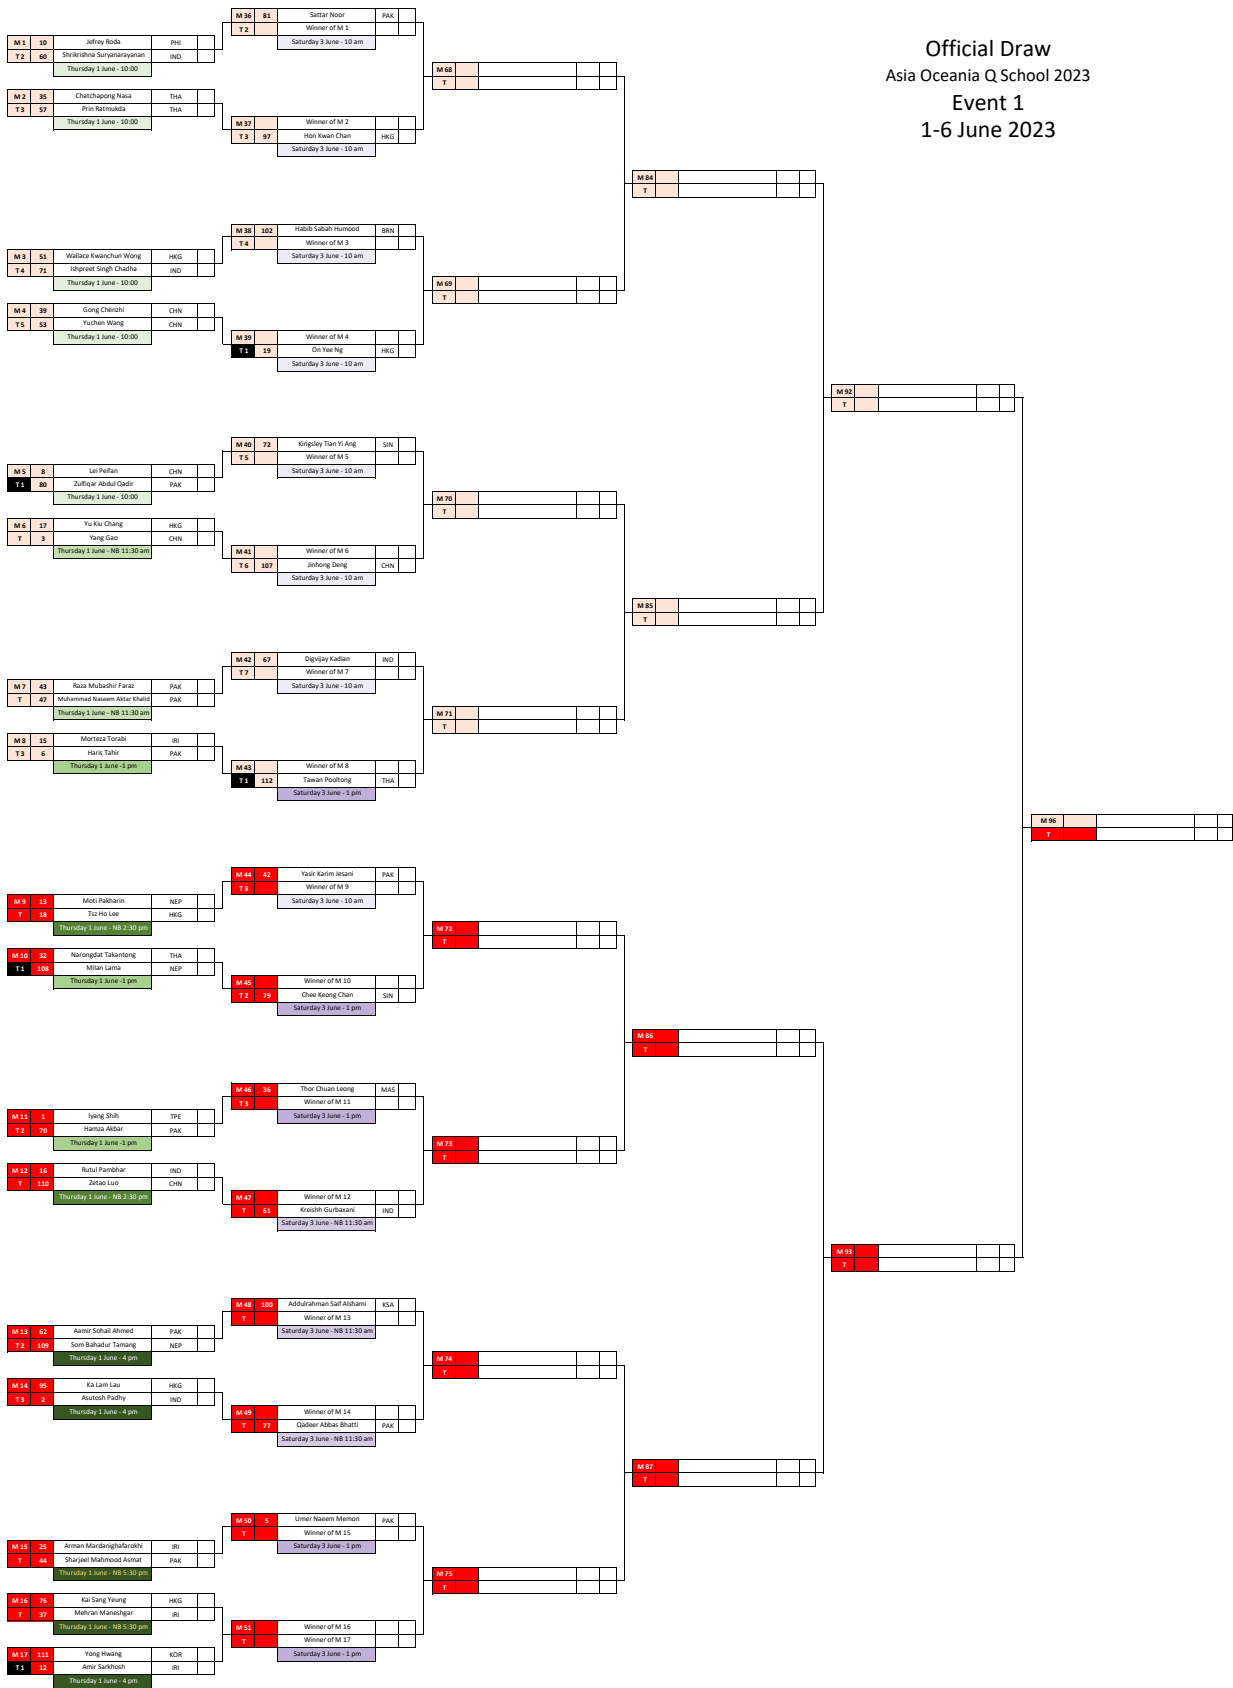 Official Draw
Asia Oceania Q School 2023
Event 1
1-6 June 2023
M 1 10 Jefrey Roda PHI
T 2 60 Shrikrishna Suryanarayanan IND
Thursday 1 June - 10:00
M 2 35 Chatchapong Nasa THA
T 3 57 Prin Ratmukda THA
Thursday 1 June - 10:00
M 3 51 Wallace Kwanchun Wong HKG
T 4 71 Ishpreet Singh Chadha IND
Thursday 1 June - 10:00
M 4 39 Gong Chenzhi CHN
T 5 53 Yuchen Wang CHN
Thursday 1 June - 10:00
M 5 8 Lei Peifan CHN
T 1 80 Zulfiqar Abdul Qadir PAK
Thursday 1 June - 10:00
M 6 17 Yu Kiu Chang HKG
T 3 Yang Gao CHN
Thursday 1 June - NB 11:30 am
M 7 43 Raza Mubashir Faraz PAK
T 47 Muhammad Naseem Aktar Khalid PAK
Thursday 1 June - NB 11:30 am
M 8 15 Morteza Torabi IRI
T 3 6 Haris Tahir PAK
Thursday 1 June -1 pm
M 9 13 Moti Pakharin NEP
T 18 Tsz Ho Lee HKG
Thursday 1 June - NB 2:30 pm
M 10 32 Narongdat Takantong THA
T 1 108 Milan Lama NEP
Thursday 1 June -1 pm
M 11 1 Iyang Shih TPE
T 2 70 Hamza Akbar PAK
Thursday 1 June -1 pm
M 12 16 Rutul Pambhar IND
T 110 Zetao Luo CHN
Thursday 1 June - NB 2:30 pm
M 13 62 Aamir Sohail Ahmed PAK
T 2 109 Som Bahadur Tamang NEP
Thursday 1 June - 4 pm
M 14 95 Ka Lam Lau HKG
T 3 2 Asutosh Padhy IND
Thursday 1 June - 4 pm
M 15 25 Arman Mardanighafarokhi IRI
T 44 Sharjeel Mahmood Asmat PAK
Thursday 1 June - NB 5:30 pm
M 16 76 Kai Sang Yeung HKG
T 37 Mehran Maneshgar IRI
Thursday 1 June - NB 5:30 pm
M 17 111 Yong Hwang KOR
T 1 12 Amir Sarkhosh IRI
Thursday 1 June - 4 pm
M 36 81 Sattar Noor PAK
T 2 Winner of M 1
Saturday 3 June - 10 am
M 37 Winner of M 2
T 3 97 Hon Kwan Chan HKG
Saturday 3 June - 10 am
M 38 102 Habib Sabah Humood BRN
T 4 Winner of M 3
Saturday 3 June - 10 am
M 39 Winner of M 4
T 1 19 On Yee Ng HKG
Saturday 3 June - 10 am
M 40 72 Kingsley Tian Yi Ang SIN
T 5 Winner of M 5
Saturday 3 June - 10 am
M 41 Winner of M 6
T 6 107 Jinhong Deng CHN
Saturday 3 June - 10 am
M 42 67 Digvijay Kadian IND
T 7 Winner of M 7
Saturday 3 June - 10 am
M 43 Winner of M 8
T 1 112 Tawan Pooltong THA
Saturday 3 June - 1 pm
M 44 42 Yasir Karim Jesani PAK
T 8 Winner of M 9
Saturday 3 June - 10 am
M 45 Winner of M 10
T 2 79 Chee Keong Chan SIN
Saturday 3 June - 1 pm
M 46 36 Thor Chuan Leong MAS
T 3 Winner of M 11
Saturday 3 June - 1 pm
M 47 Winner of M 12
T 61 Kreishh Gurbaxani IND
Saturday 3 June - NB 11:30 am
M 48 100 Addulrahman Saif Alshami KSA
T Winner of M 13
Saturday 3 June - NB 11:30 am
M 49 Winner of M 14
T 77 Qadeer Abbas Bhatti PAK
Saturday 3 June - NB 11:30 am
M 50 5 Umer Naeem Memon PAK
T Winner of M 15
Saturday 3 June - 1 pm
M 51 Winner of M 16
T Winner of M 17
Saturday 3 June - 1 pm
M 68
T
M 69
T
M 70
T
M 71
T
M 72
T
M 73
T
M 74
T
M 75
T
M 84
T
M 85
T
M 86
T
M 87
T
M 92
T
M 93
T
M 96
T